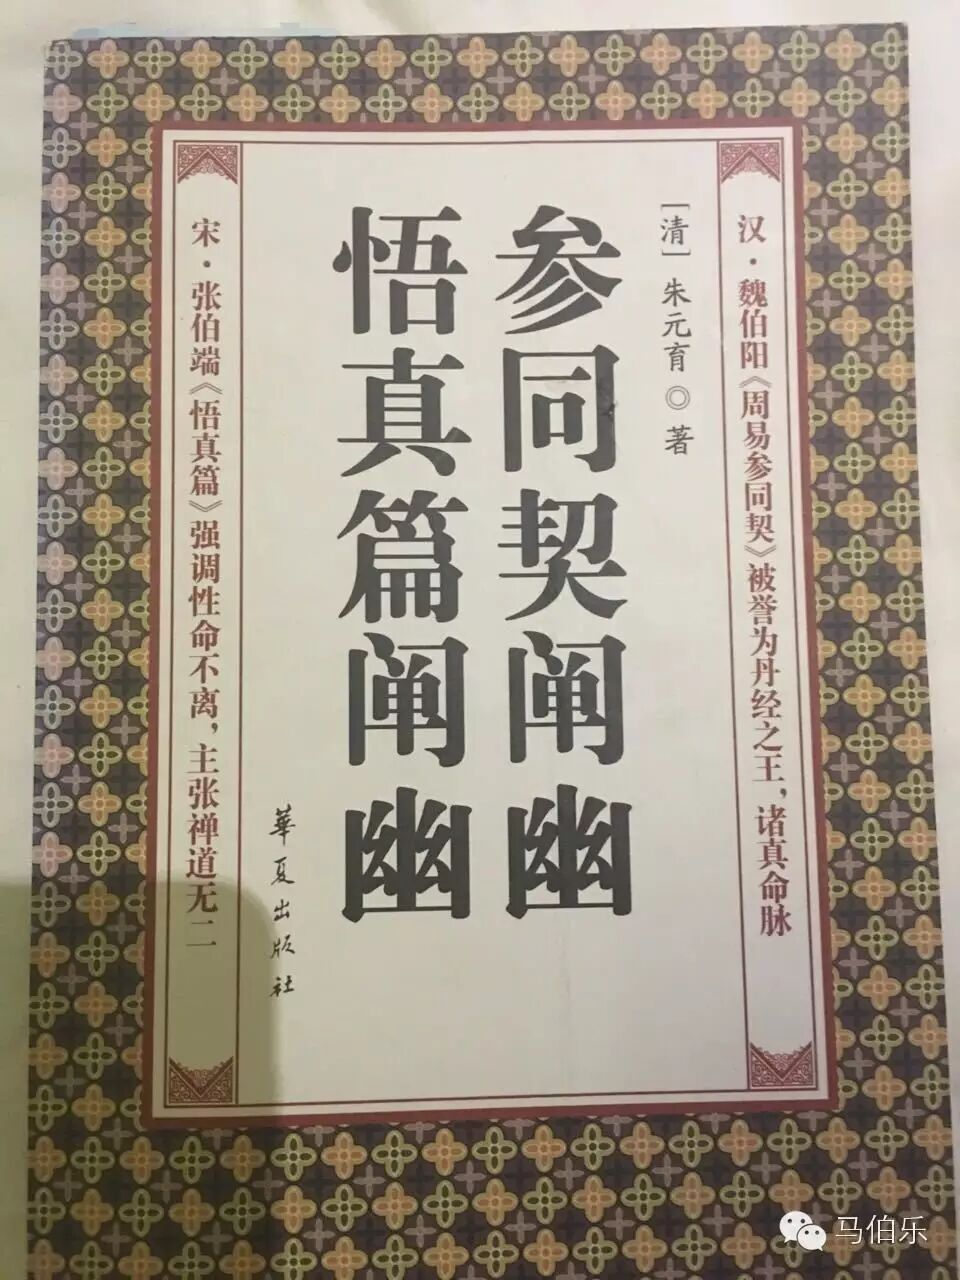 汉·魏伯阳《周易参同契》被誉为丹经之王，诸真命脉
［清］朱元育◎著
参同契阐幽
悟真篇阐幽
華夏出版社
宋·张伯端《悟真篇》强调性命不离，主张禅道无二
马伯乐